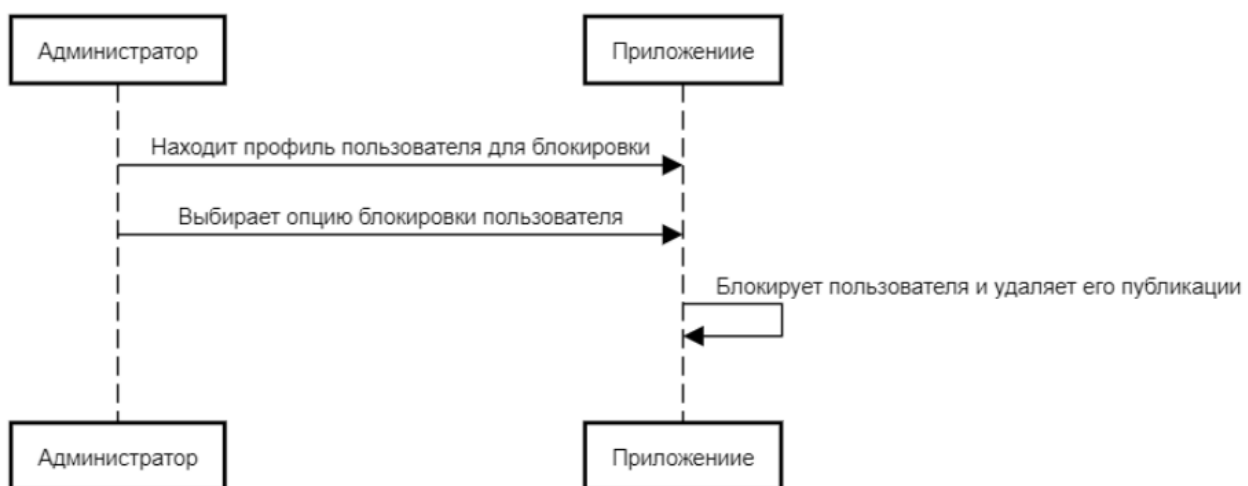 Администратор
Приложениие
Находит профиль пользователя для блокировки
Выбирает опцию блокировки пользователя
Блокирует пользователя и удаляет его публикации
Администратор
Приложениие